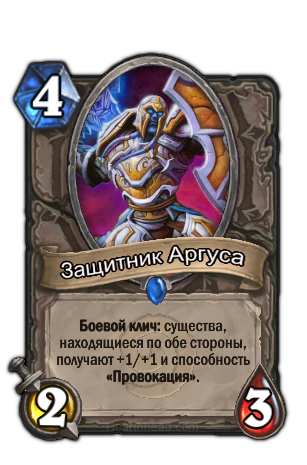 4
Защитник Аргуса
Боевой клич: существа,
находящиеся по обе стороны,
получают +1/+1 и способность
«Провокация».
2
3